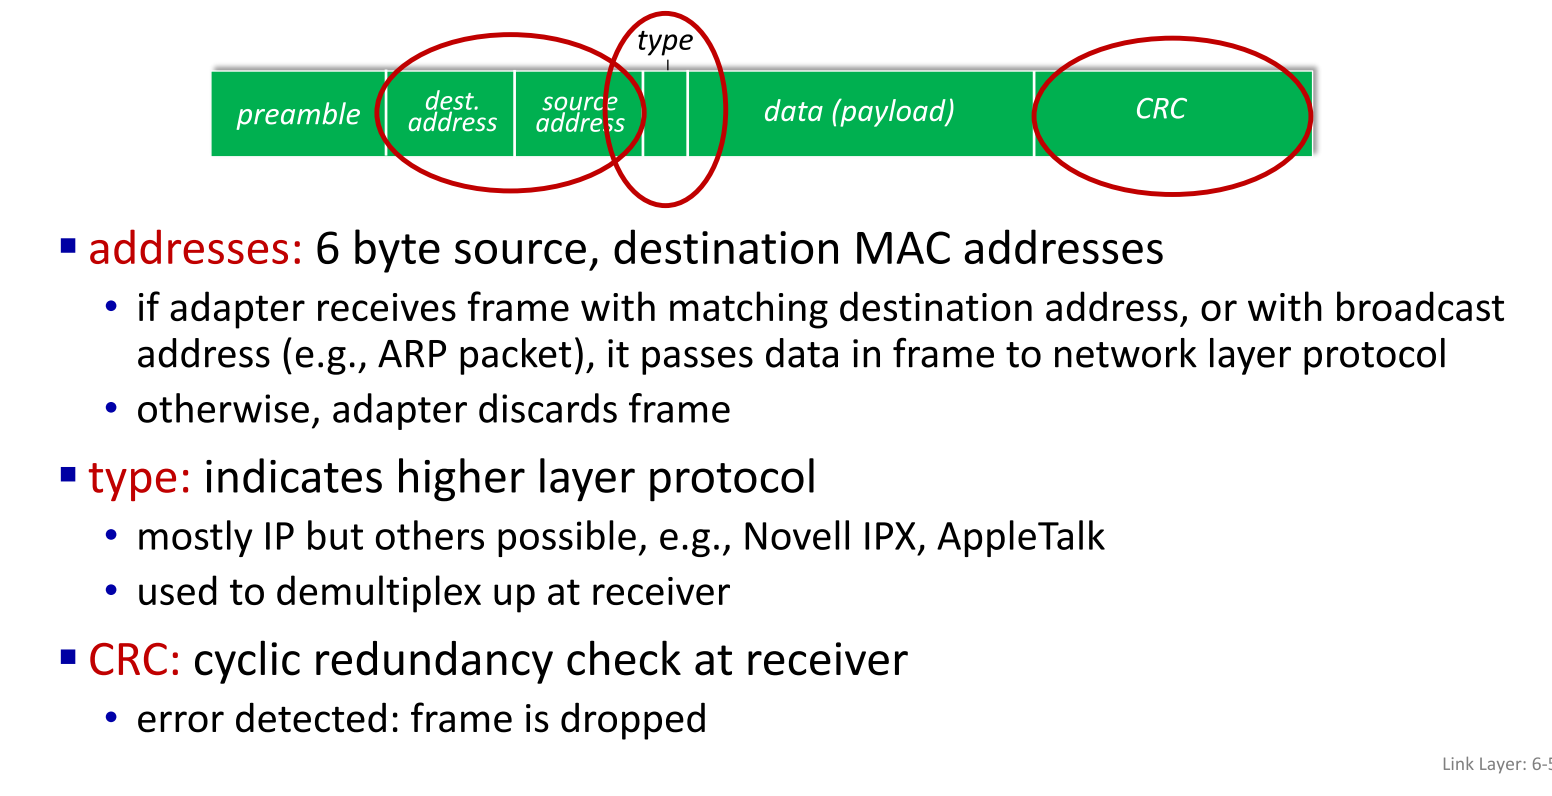 type
preamble
dest.
address
source
address
data (payload)
CRC
addresses: 6 byte source, destination MAC addresses
• if adapter receives frame with matching destination address, or with broadcast
address (e.g., ARP packet), it passes data in frame to network layer protocol
• otherwise, adapter discards frame
type: indicates higher layer protocol
• mostly IP but others possible, e.g., Novell IPX, AppleTalk
• used to demultiplex up at receiver
CRC: cyclic redundancy check at receiver
• error detected: frame is dropped
Link Layer: 6-5